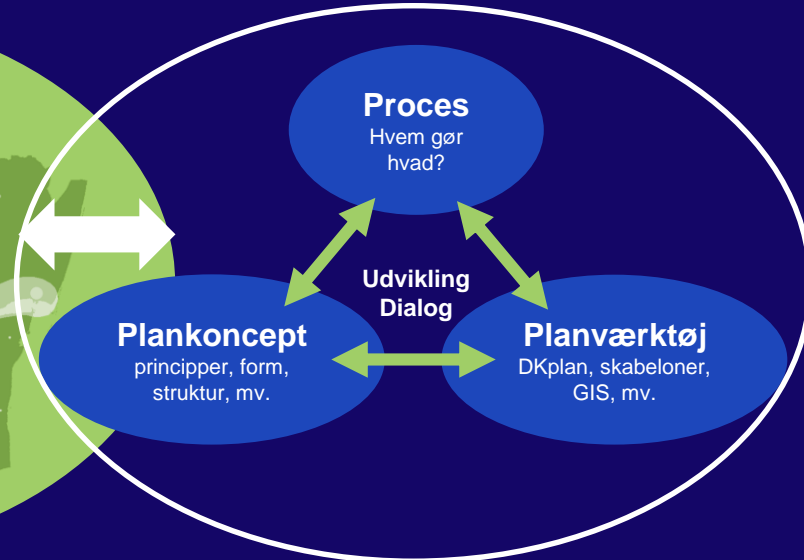 Proces
Hvem gør
hvad?
Udvikling
Dialog
Plankoncept
principper, form,
struktur, mv.
Planværktøj
DKplan, skabeloner,
GIS, mv.